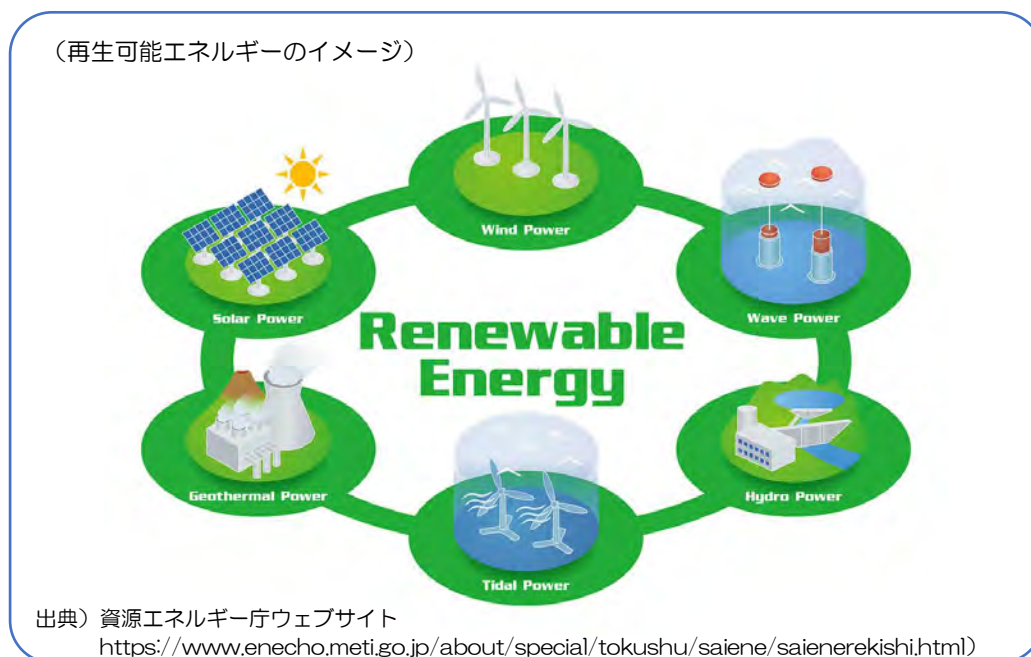 （再生可能エネルギーのイメージ）
Wind Power
Solar Power
Wave Power
Renewable
Energy
Geothermal Power
Hydro Power
Tidal Power
出典）資源エネルギー庁ウェブサイト
https://www.enecho.meti.go.jp/about/special/tokushu/saiene/saienerekishi.html）